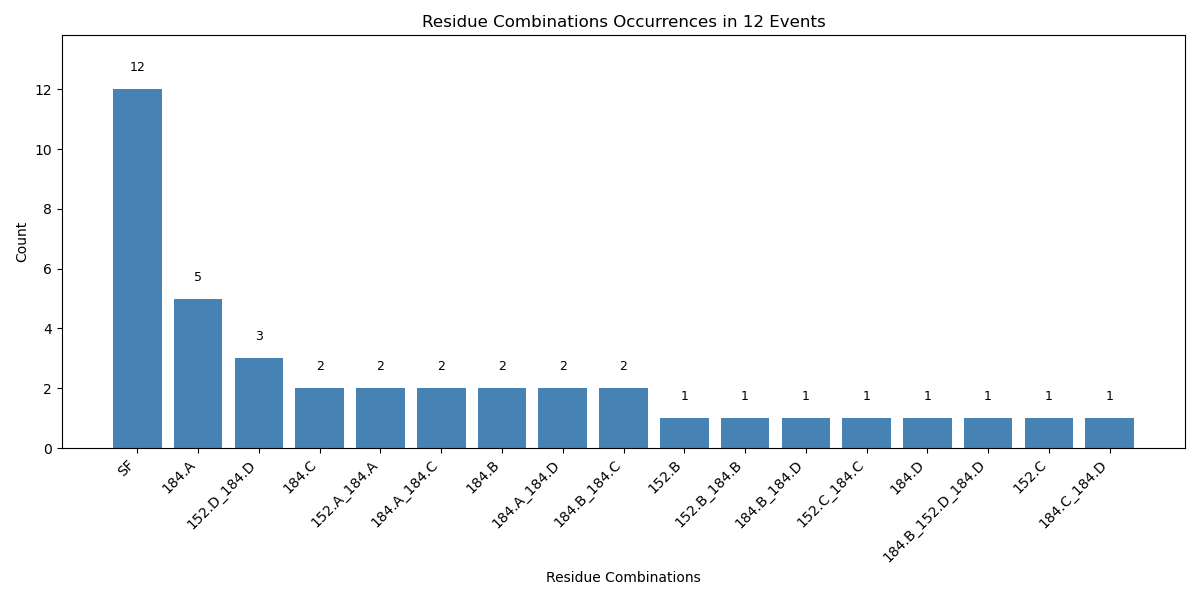 Residue Combinations Occurrences in 12 Events
Count
12
10
8
6
4
2
0
12
5
3
2
2
2
2
2
2
1
1
1
1
1
1
1
1
SF
184.A
152.D_184.D
184.C
152.A_184.A
184.A_184.C
184.B
184.A_184.D
184.B_184.C
152.B
152.B_184.B
184.B_184.D
152.C_184.C
184.D
184.B_152.D_184.D
152.C
184.C_184.D
Residue Combinations